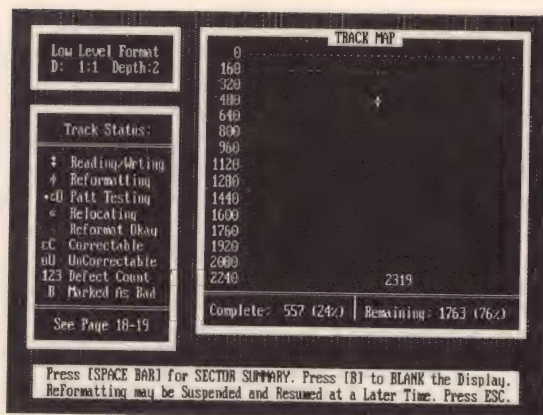 Low Level Format
D: 1:1 Depth:2
Track Status:
Reading/Wrting
Reformatting
Patt Testing
Relocating
Reformat Okay
cC Correctable
uU UnCorrectable
123 Defect Count
B Marked As Bad
See Page 18-19
TRACK MAP
0
160
320
480
640
800
960
1120
1280
1440
1600
1760
1920
2080
2240
2319
Complete: 557 (24%)
Remaining: 1763 (76%)
Press [SPACE BAR] for SECTOR SUMMARY. Press [B] to BLANK the Display.
ReFormatting may be Suspended and Resumed at a Later Time. Press ESC.